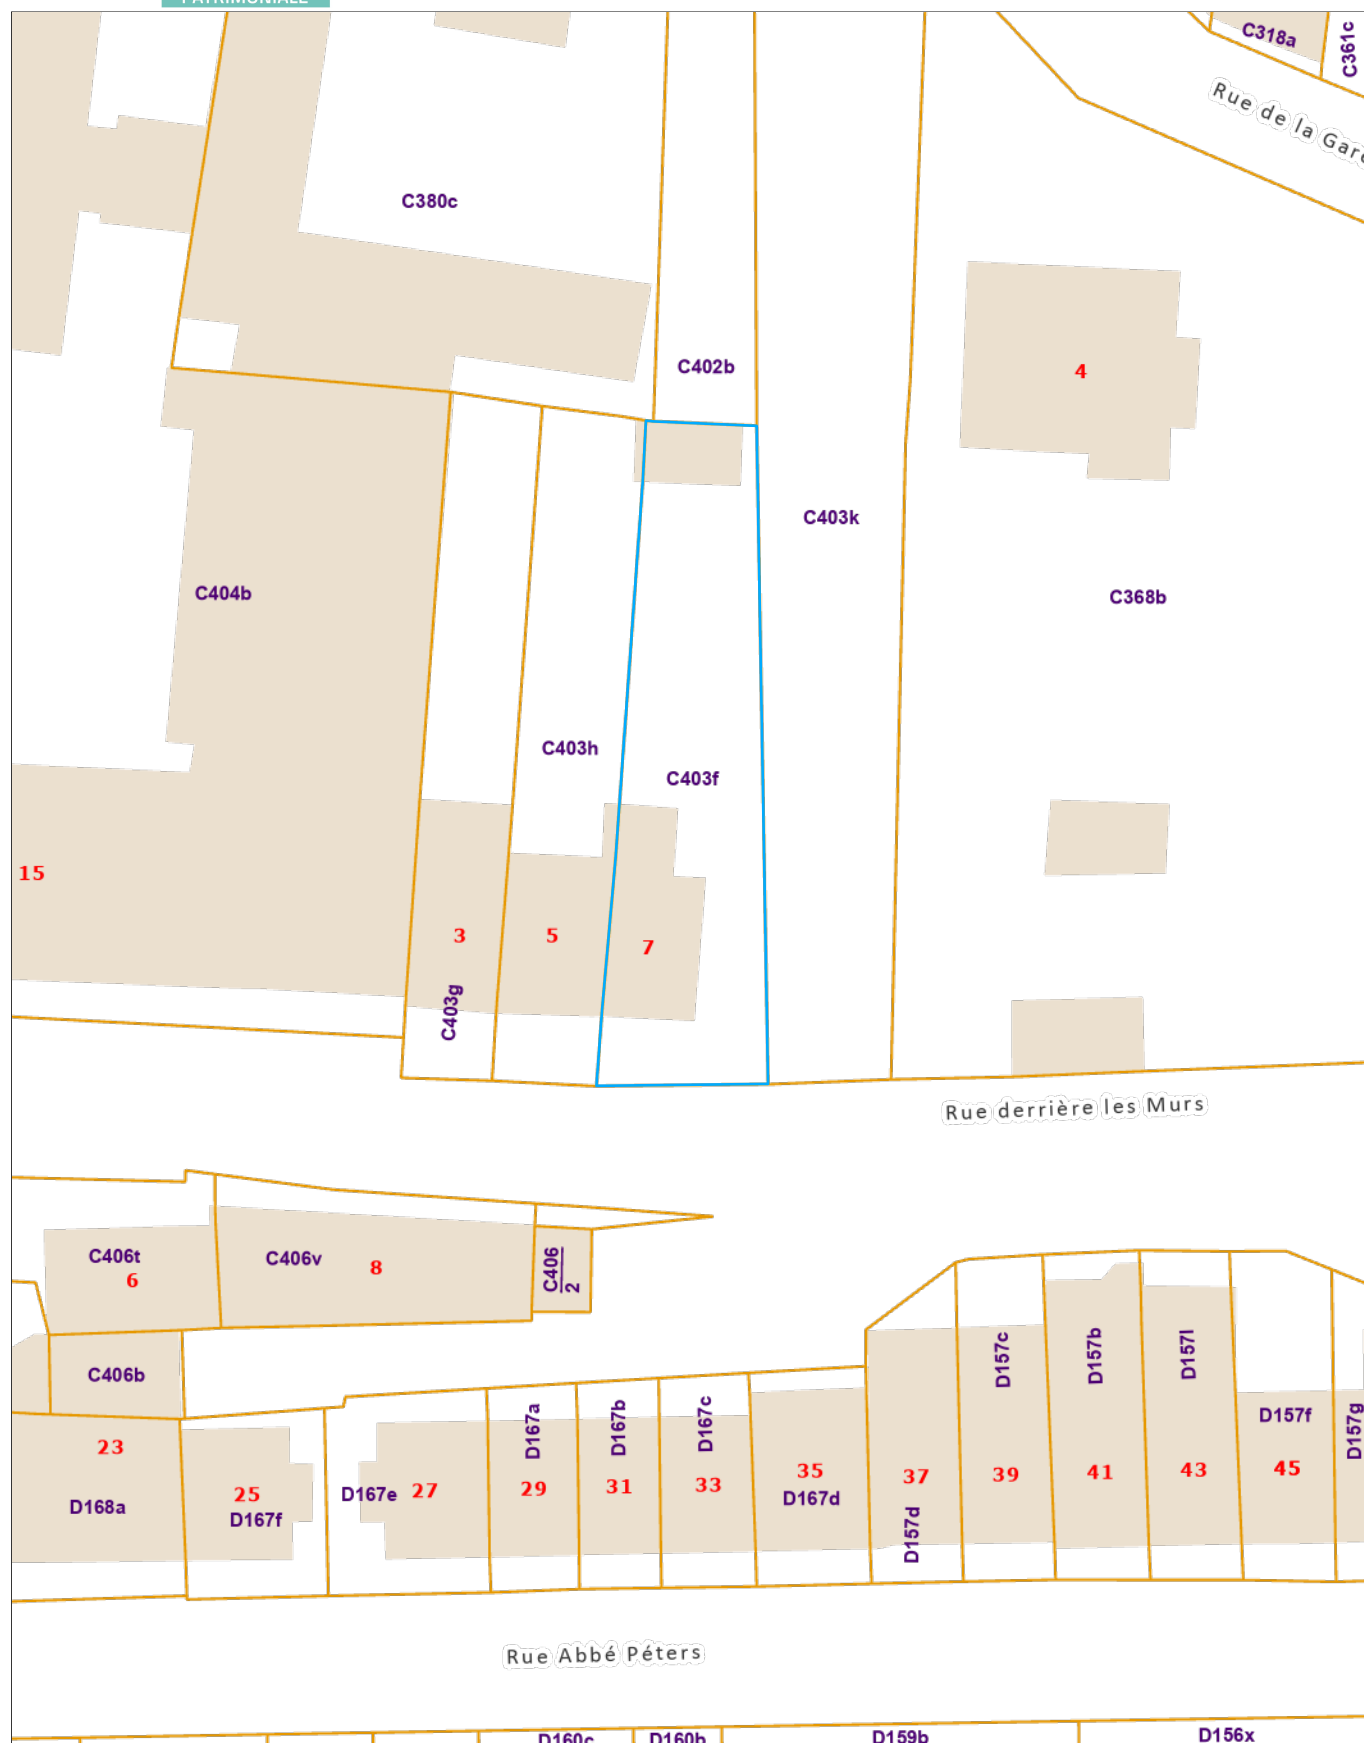 PATRIMONIALE
C318a
C361c
Rue de la Gare
C380c
C402b
4
C403k
C404b
C368b
C403h
C403f
15
3
5
7
C403g
Rue derrière les Murs
C406t
6
C406v
8
C406
2
C406b
D167a
D167b
D167c
D157c
D157b
D157l
D157f
D157g
23
25
D167e
27
29
31
33
35
37
39
41
43
45
D168a
D167f
D167d
D157d
Rue Abbé Péters
D160c
D160b
D159b
D156x